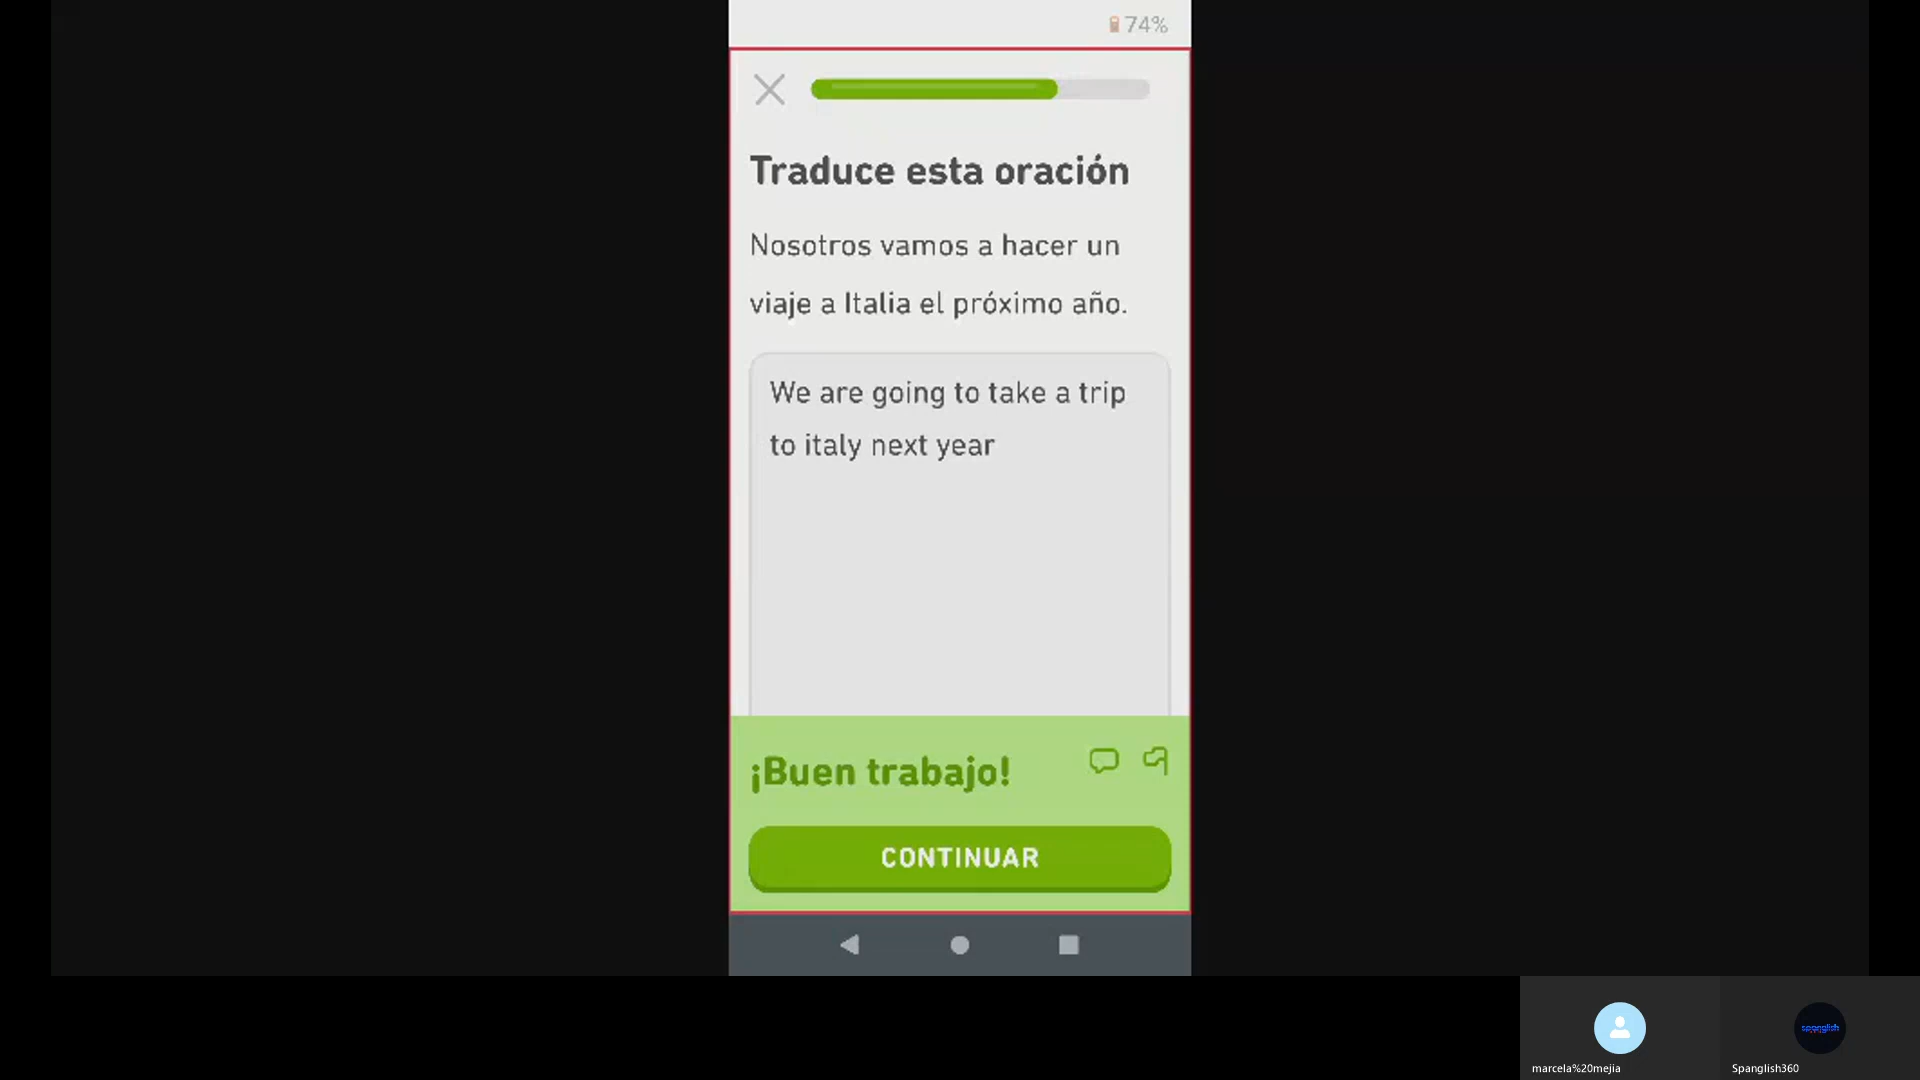 74%
Traduce esta oración
Nosotros vamos a hacer un
viaje a Italia el próximo año.
We are going to take a trip
to italy next year
¡Buen trabajo!
CONTINUAR
spanglish
marcela%20mejia
Spanglish360